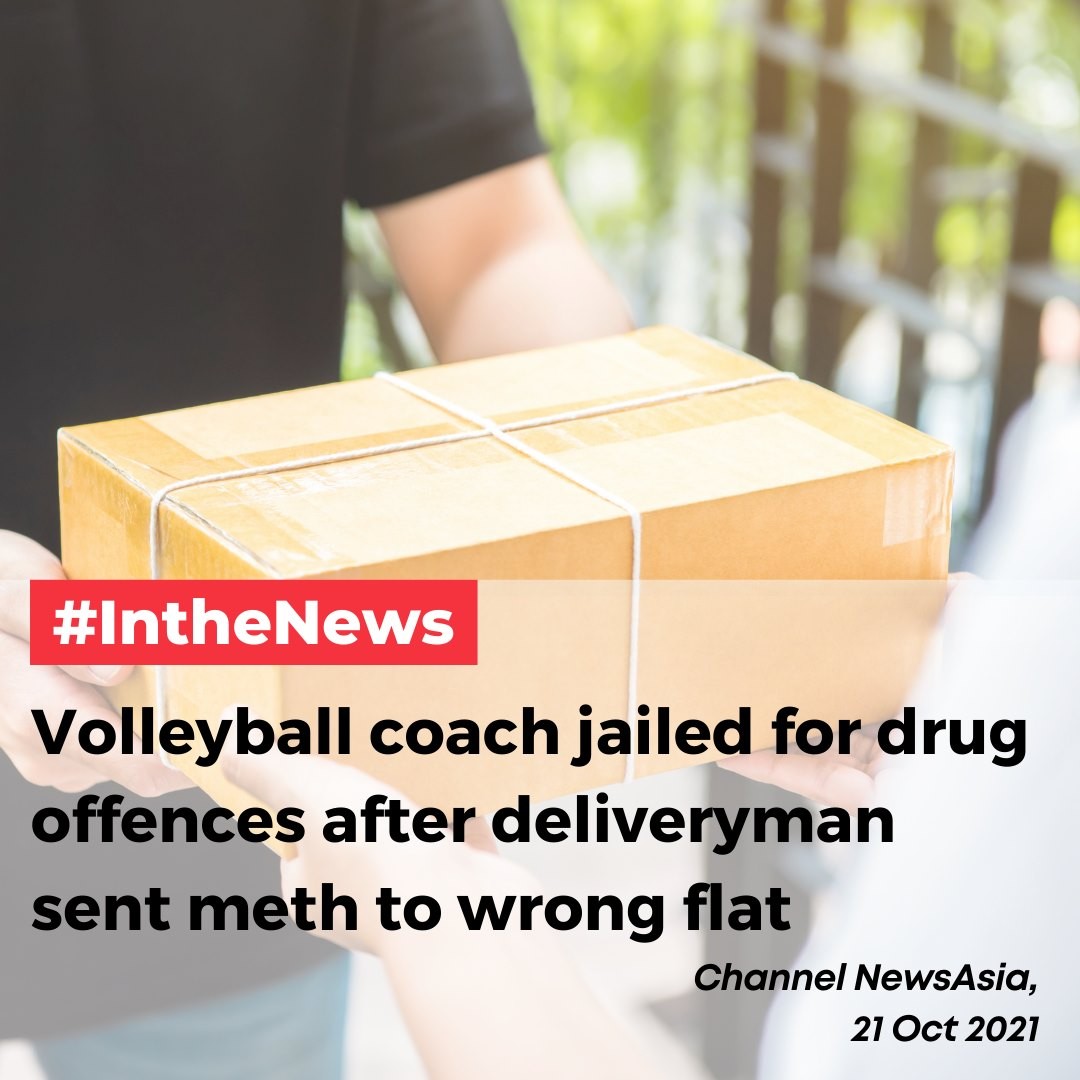 #IntheNews
Volleyball coach jailed for drug
offences after deliveryman
sent meth to wrong flat
Channel NewsAsia,
21 Oct 2021